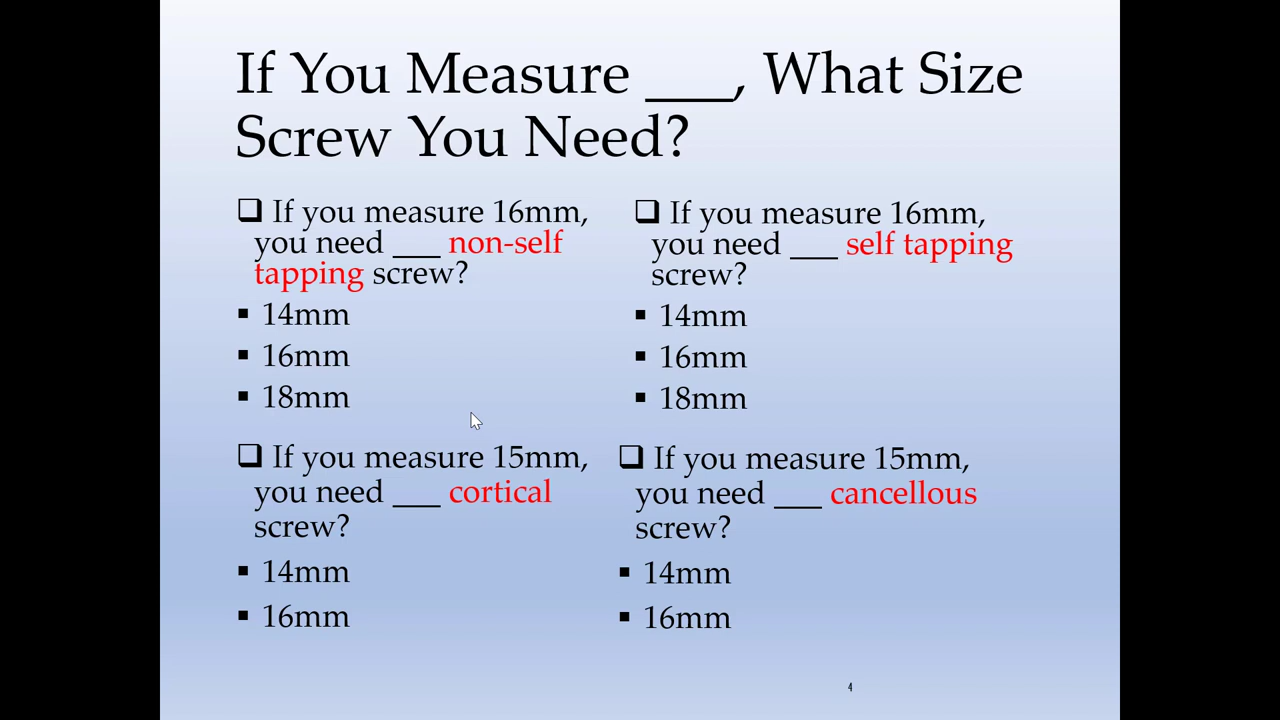 If You Measure ___, What Size
Screw You Need?
❑ If you measure 16mm,
you need ___ non-self
tapping screw?
▪ 14mm
▪ 16mm
▪ 18mm
❑ If you measure 16mm,
you need ___ self tapping
screw?
▪ 14mm
▪ 16mm
▪ 18mm
❑ If you measure 15mm,
you need ___ cortical
screw?
▪ 14mm
▪ 16mm
❑ If you measure 15mm,
you need ___ cancellous
screw?
▪ 14mm
▪ 16mm
4